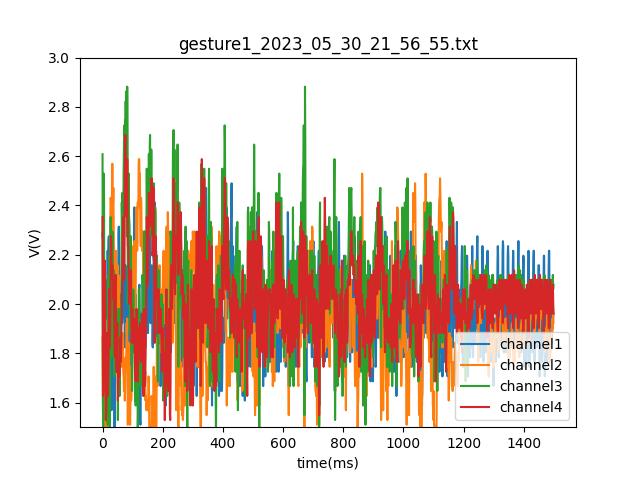 gesture1_2023_05_30_21_56_55.txt
3.0
2.8
2.6
2.4
2.2
2.0
1.8
1.6
V(V)
0 200 400 600 800 1000 1200 1400
time(ms)
channel1
channel2
channel3
channel4